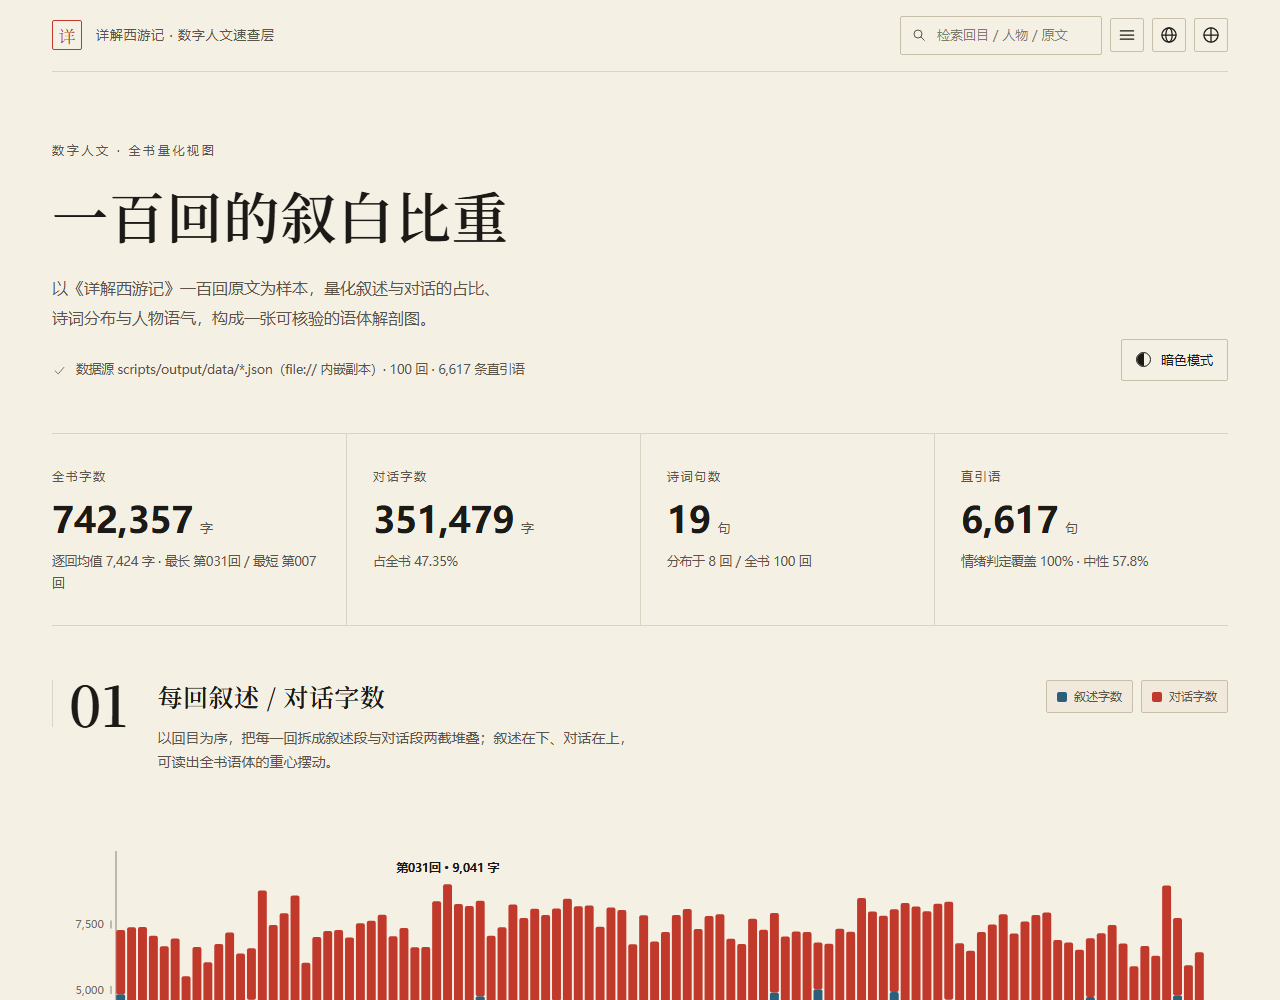 详
详解西游记 · 数字人文速查层
检索回目 / 人物 / 原文
数字人文 · 全书量化视图
一百回的叙白比重
以《详解西游记》一百回原文为样本，量化叙述与对话的占比、
诗词分布与人物语气，构成一张可核验的语体解剖图。
数据源 scripts/output/data/*.json（file:// 内嵌副本）· 100 回 · 6,617 条直引语
暗色模式
全书字数
742,357 字
逐回均值 7,424 字 · 最长 第031回 / 最短 第007
回
对话字数
351,479 字
占全书 47.35%
诗词句数
19 句
分布于 8 回 / 全书 100 回
直引语
6,617 句
情绪判定覆盖 100% · 中性 57.8%
01
每回叙述 / 对话字数
以回目为序，把每一回拆成叙述段与对话段两截堆叠；叙述在下、对话在上，
可读出全书语体的重心摆动。
叙述字数
对话字数
第031回 • 9,041 字
7,500
5,000